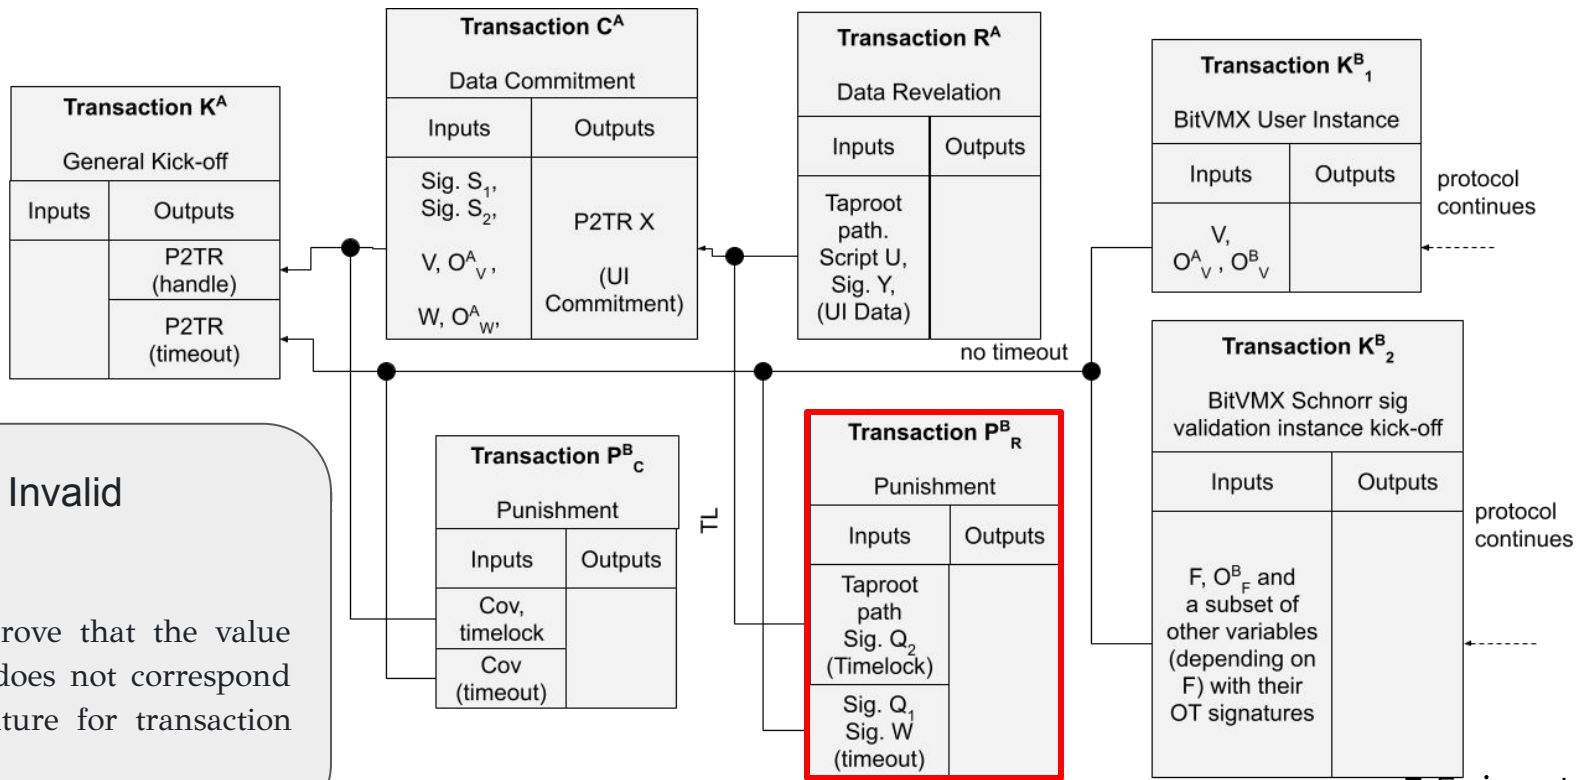 Transaction K^A
General Kick-off
Inputs
Outputs
P2TR
(handle)
P2TR
(timeout)
Transaction C^A
Data Commitment
Inputs
Outputs
Sig. S_1,
Sig. S_2,
V, O^A_V,
W, O^A_W,
P2TR X
(UI
Commitment)
Transaction R^A
Data Revelation
Inputs
Outputs
Taproot
path.
Script U,
Sig. Y,
(UI Data)
Transaction K^B_1
BitVMX User Instance
Inputs
Outputs
V,
O^A_V , O^B_V
protocol
continues
no timeout
Transaction K^B_2
BitVMX Schnorr sig
validation instance kick-off
Inputs
Outputs
F, O^B_F and
a subset of
other variables
(depending on
F) with their
OT signatures
protocol
continues
Transaction P^B_C
Punishment
Inputs
Outputs
Cov,
timelock
Cov
(timeout)
TL
Transaction P^B_R
Punishment
Inputs
Outputs
Taproot
path
Sig. Q_2
(Timelock)
Sig. Q_1
Sig. W
(timeout)
Invalid
rove that the value
does not correspond
ture for transaction